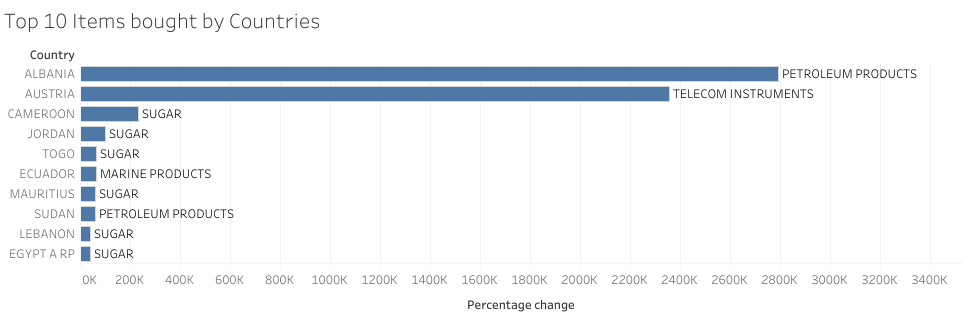 Top 10 Items bought by Countries
Country
ALBANIA PETROLEUM PRODUCTS
AUSTRIA TELECOM INSTRUMENTS
CAMEROON SUGAR
JORDAN SUGAR
TOGO SUGAR
ECUADOR MARINE PRODUCTS
MAURITIUS SUGAR
SUDAN PETROLEUM PRODUCTS
LEBANON SUGAR
EGYPT A RP SUGAR
0K 200K 400K 600K 800K 1000K 1200K 1400K 1600K 1800K 2000K 2200K 2400K 2600K 2800K 3000K 3200K 3400K
Percentage change